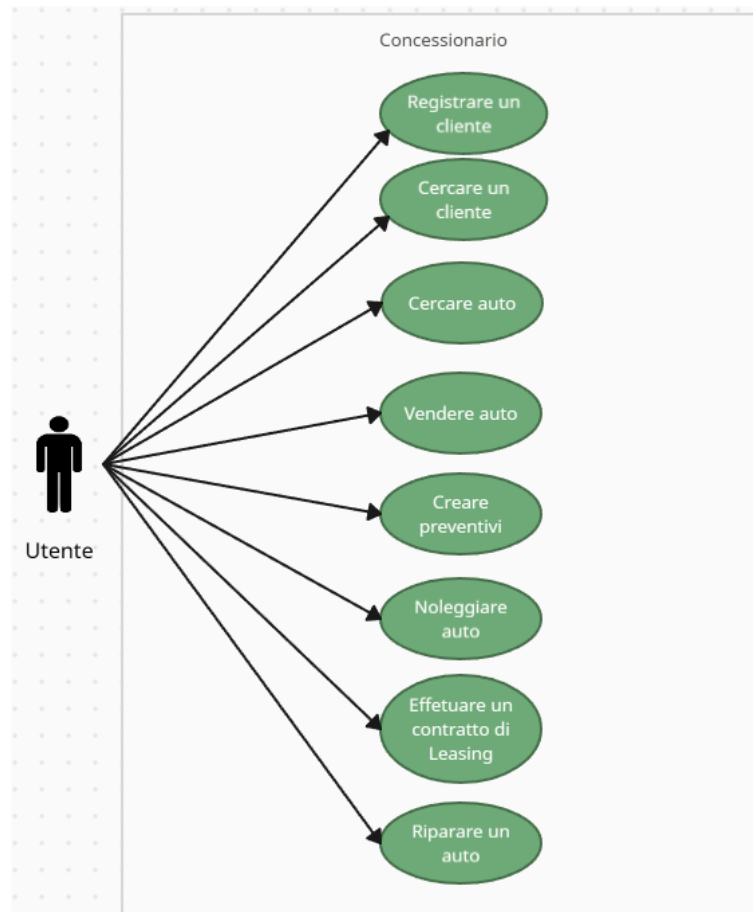 Concessionario
Registrare un
cliente
Cercare un
cliente
Cercare auto
Vendere auto
Creare
preventivi
Noleggiare
auto
Effetuare un
contratto di
Leasing
Riparare un
auto
Utente